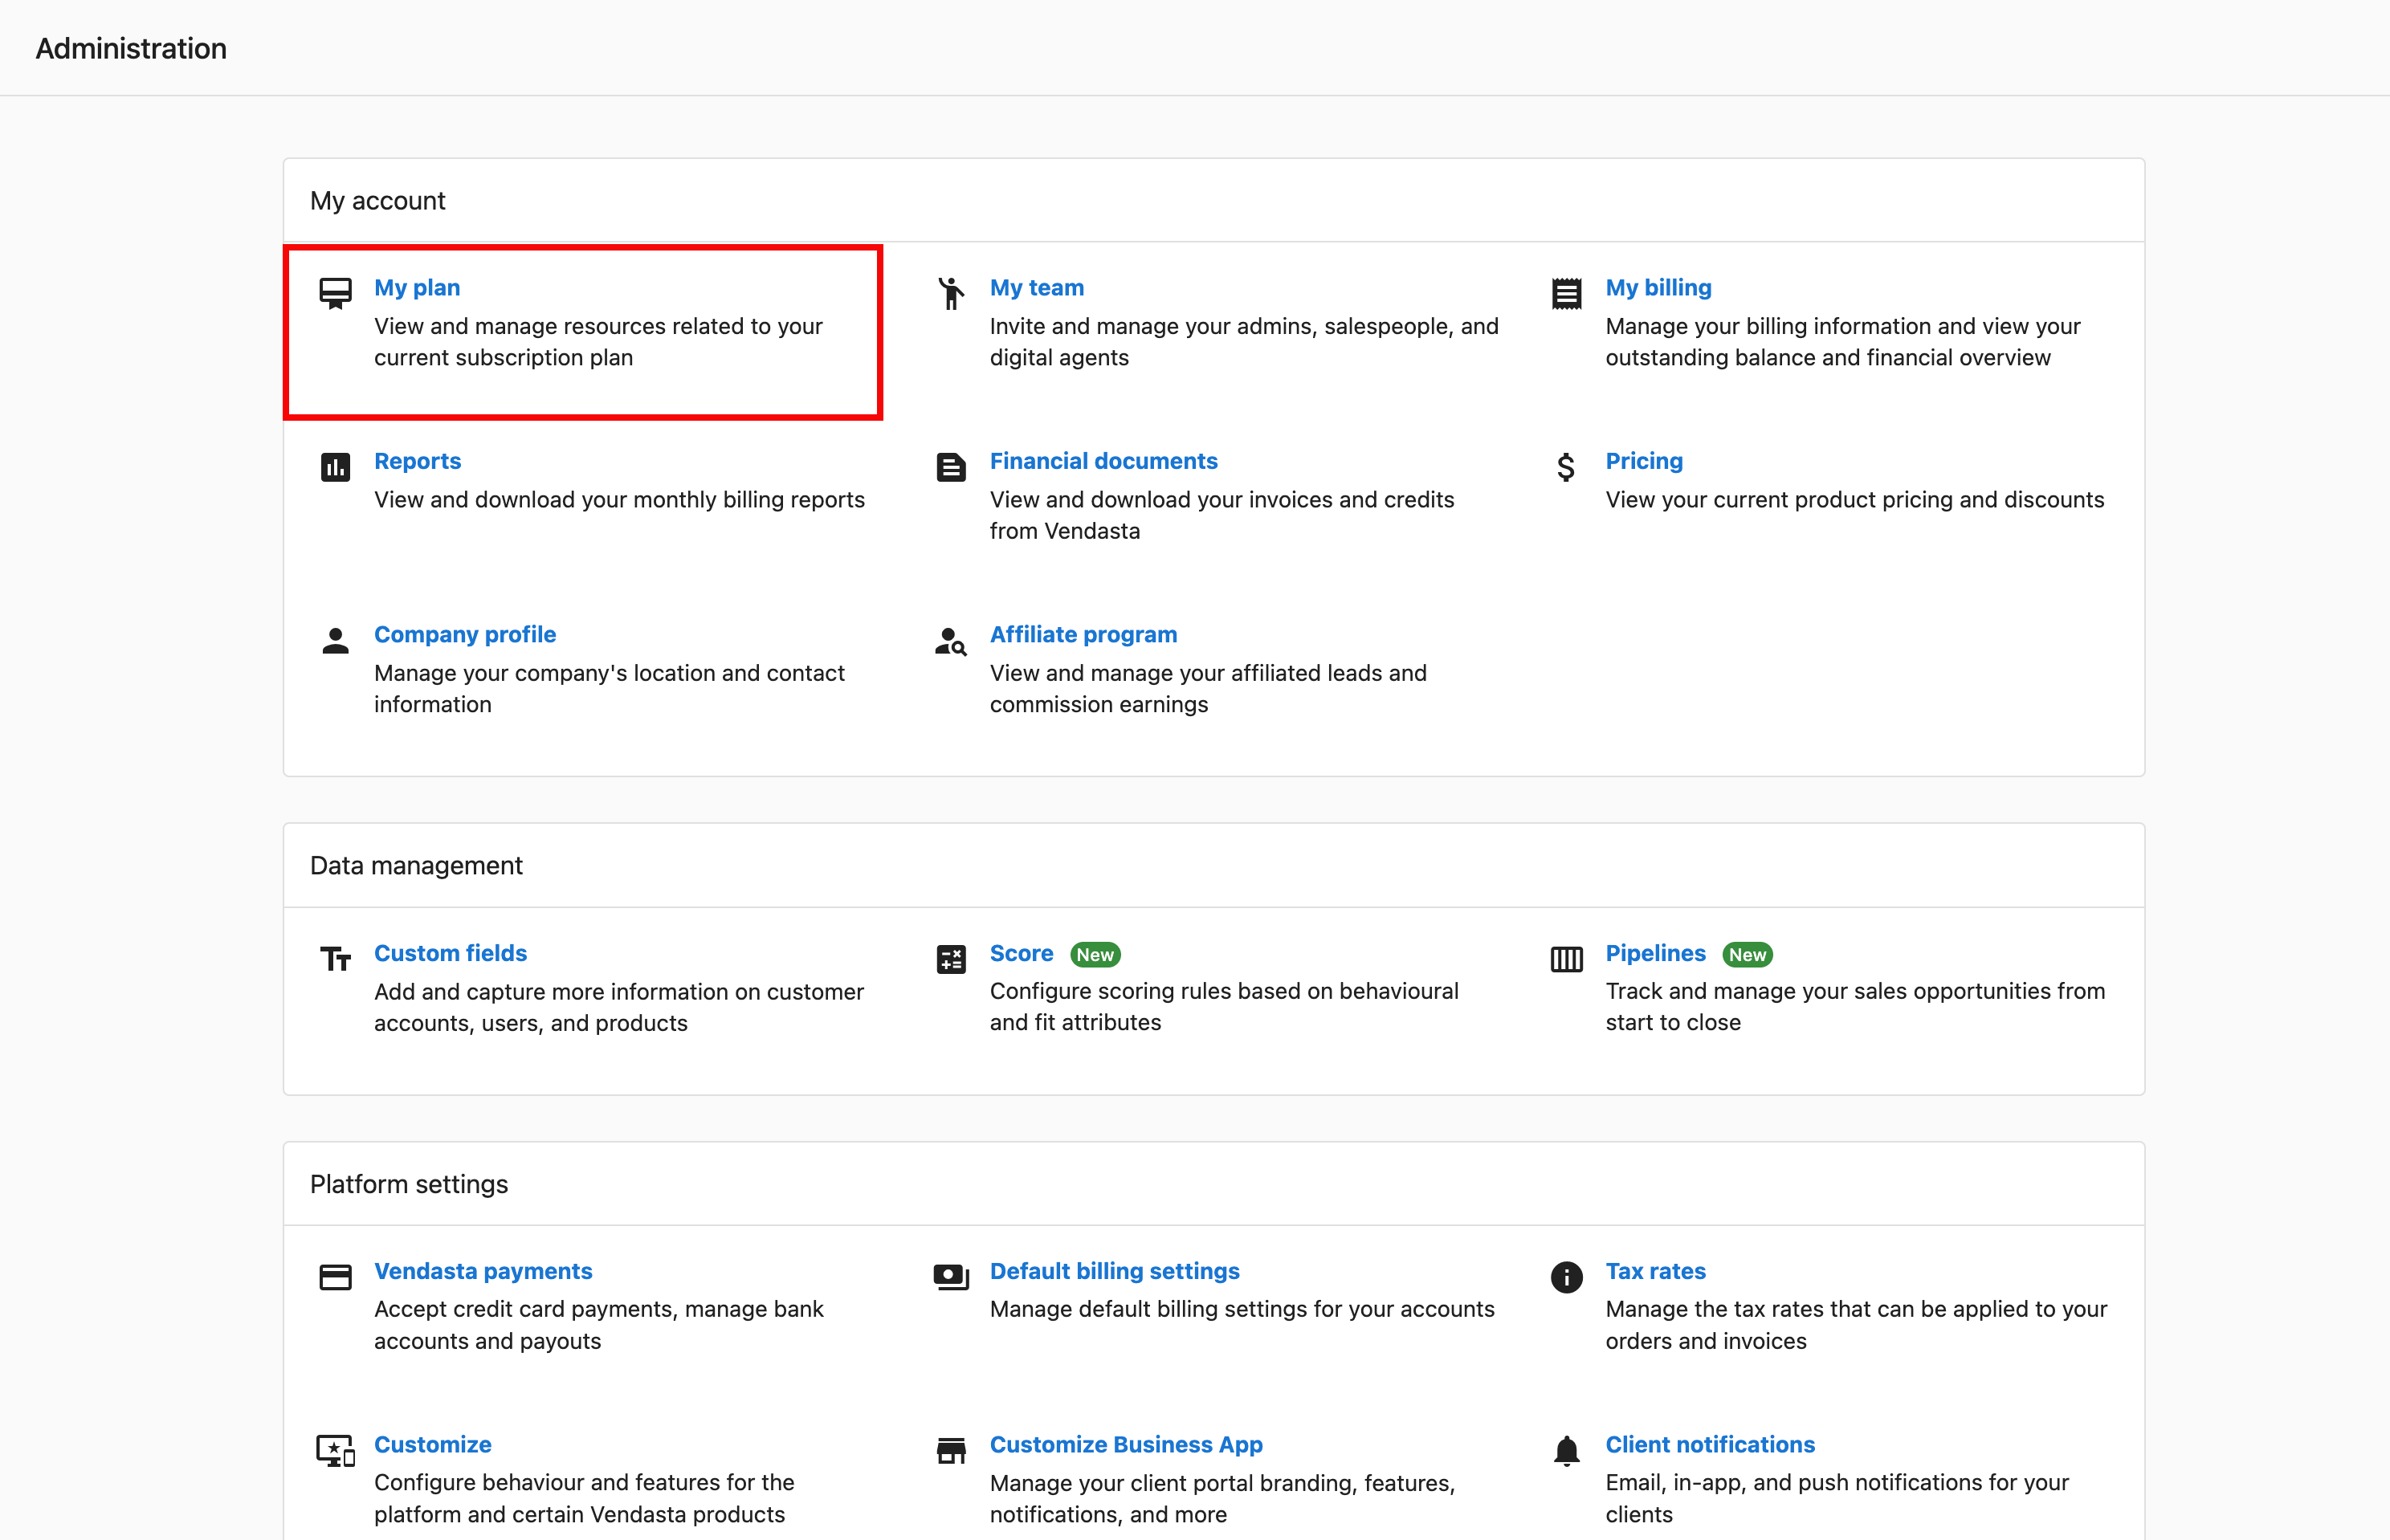 Administration
My account
My plan
View and manage resources related to your
current subscription plan
My team
Invite and manage your admins, salespeople, and
digital agents
My billing
Manage your billing information and view your
outstanding balance and financial overview
Reports
View and download your monthly billing reports
Financial documents
View and download your invoices and credits
from Vendasta
Pricing
View your current product pricing and discounts
Company profile
Manage your company's location and contact
information
Affiliate program
View and manage your affiliated leads and
commission earnings
Data management
Custom fields
Add and capture more information on customer
accounts, users, and products
Score New
Configure scoring rules based on behavioural
and fit attributes
Pipelines New
Track and manage your sales opportunities from
start to close
Platform settings
Vendasta payments
Accept credit card payments, manage bank
accounts and payouts
Default billing settings
Manage default billing settings for your accounts
Tax rates
Manage the tax rates that can be applied to your
orders and invoices
Customize
Configure behaviour and features for the
platform and certain Vendasta products
Customize Business App
Manage your client portal branding, features,
notifications, and more
Client notifications
Email, in-app, and push notifications for your
clients